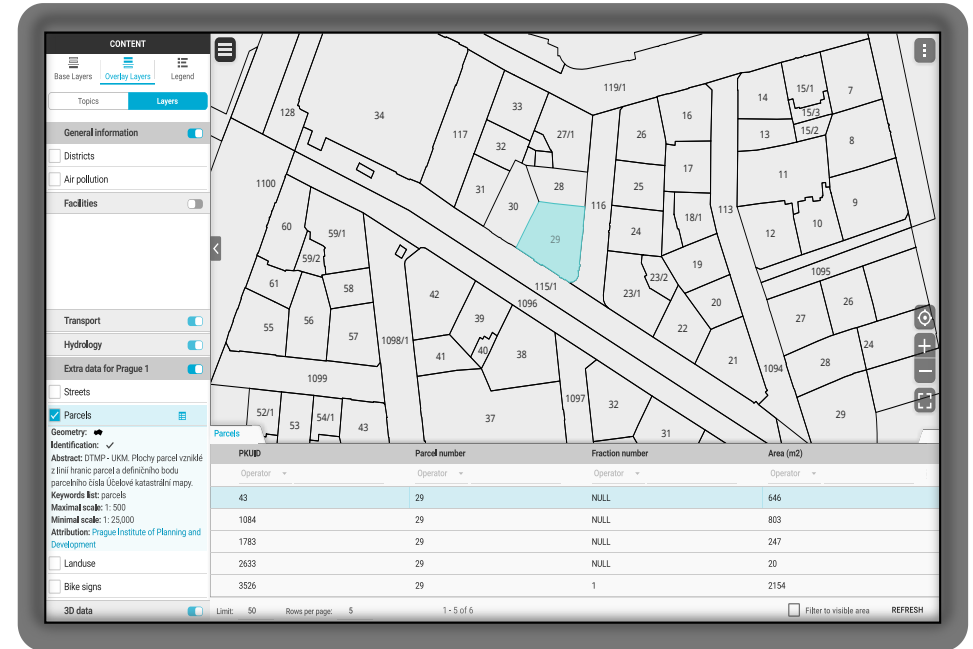 CONTENT
Base Layers
Overlay Layers
Legend
Topics
Layers
General information
Districts
Air pollution
Facilities
Transport
Hydrology
Extra data for Prague 1
Streets
Parcels
Geometry:
Identification:
Abstract: DTMP - UKM. Plochy parcel vzniklé
z linií hranic parcel a definičního bodu
parcelního čísla Účelové katastrální mapy.
Keywords list: parcels
Maximal scale: 1: 500
Minimal scale: 1: 25,000
Attribution: Prague Institute of Planning and
Development
Landuse
Bike signs
3D data
119/1
15/1
7
14
128
34
33
16
15/3
117
27/1
26
13
15/2
8
32
17
11
1100
31
28
25
30
116
113
9
18/1
60
59/1
29
24
12
10
59/2
19
1095
61
58
42
115/1
23/2
23/1
20
26
1096
55
56
57
39
22
27
1098/1
24
41
40
38
21
1094
28
1099
1097
32
52/1
53
54/1
43
37
31
29
Parcels
PKUID Parcel number Fraction number Area (m2)
Operator Operator Operator Operator
43 29 NULL 646
1084 29 NULL 803
1783 29 NULL 247
2633 29 NULL 20
3526 29 1 2154
Limit: 50 Rows per page: 5 1 - 5 of 6 Filter to visible area REFRESH